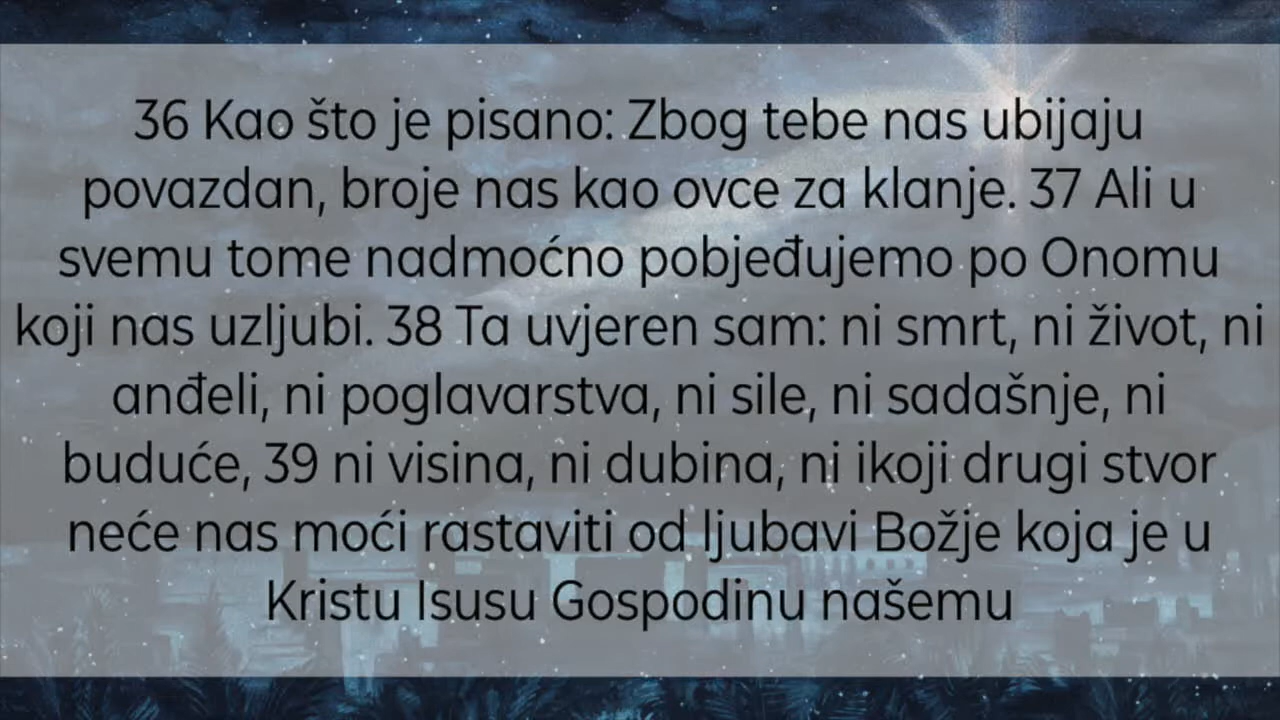 36 Kao što je pisano: Zbog tebe nas ubijaju
povazdan, broje nas kao ovce za klanje. 37 Ali u
svemu tome nadmoćno pobjeđujemo po Onomu
koji nas uzljubi. 38 Ta uvjeren sam: ni smrt, ni život, ni
anđeli, ni poglavarstva, ni sile, ni sadašnje, ni
buduće, 39 ni visina, ni dubina, ni ikoji drugi stvor
neće nas moći rastaviti od ljubavi Božje koja je u
Kristu Isusu Gospodinu našemu